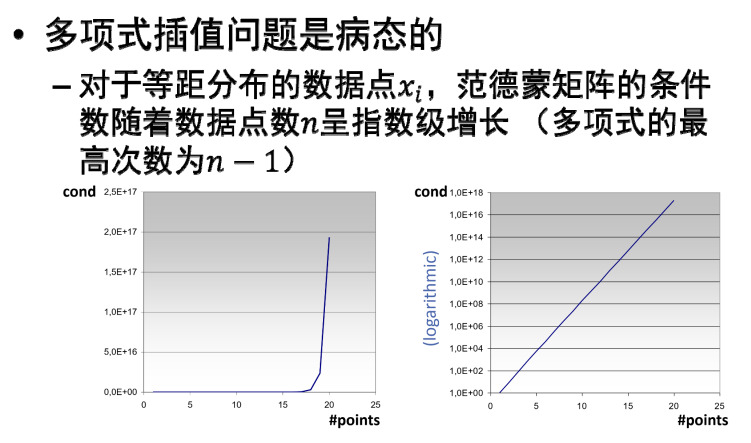 • 多项式插值问题是病态的
– 对于等距分布的数据点xᵢ，范德蒙矩阵的条件
数随着数据点数n呈指数级增长 （多项式的最
高次数为n − 1）
cond
2,5E+17
2,0E+17
1,5E+17
1,0E+17
5,0E+16
0,0E+00
0 5 10 15 20 25
#points
cond
1,0E+18
1,0E+16
1,0E+14
1,0E+12
1,0E+10
1,0E+08
1,0E+06
1,0E+04
1,0E+02
1,0E+00
(logarithmic)
0 5 10 15 20 25
#points